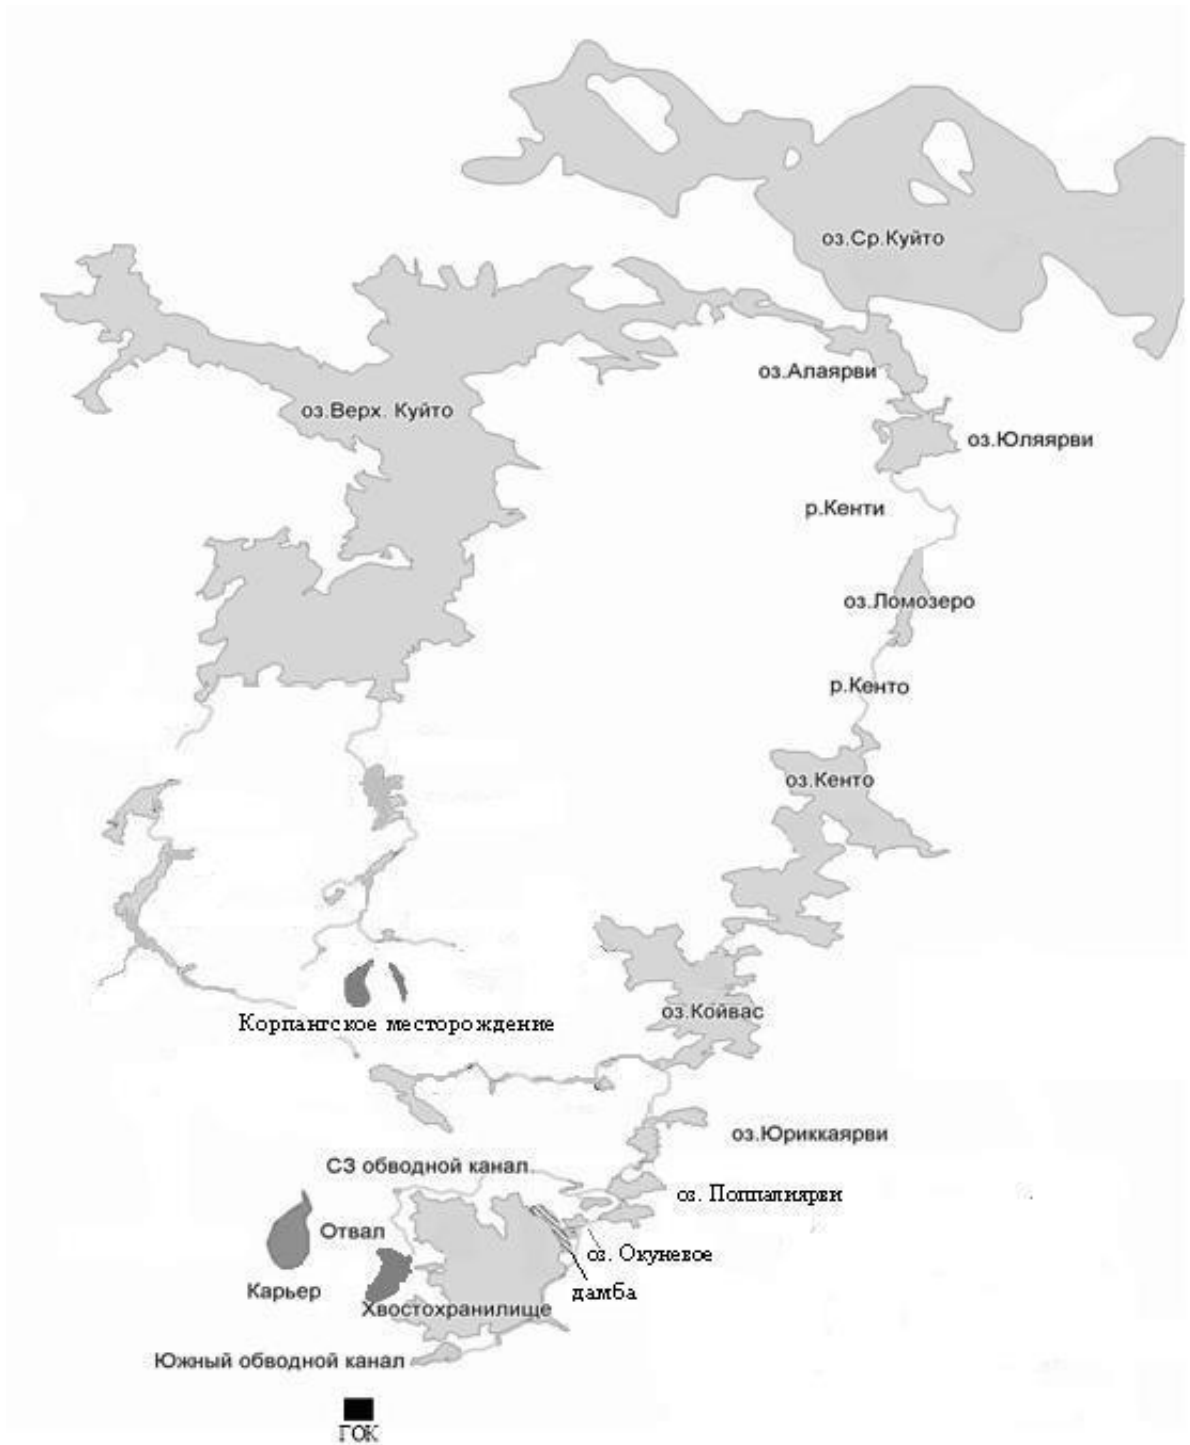 оз.Ср.Куйто
оз.Алаярви
оз.Верх. Куйто
оз.Юляярви
р.Кенти
оз.Ломозеро
р.Кенто
оз.Кенто
оз.Койвас
Корпангское месторождение
оз.Юриккаярви
СЗ обводной канал.
оз. Поппалиярви
Отвал
оз. Окуневое
Карьер
дамба
Хвостохранилище
Южный обводной канал
ГОК